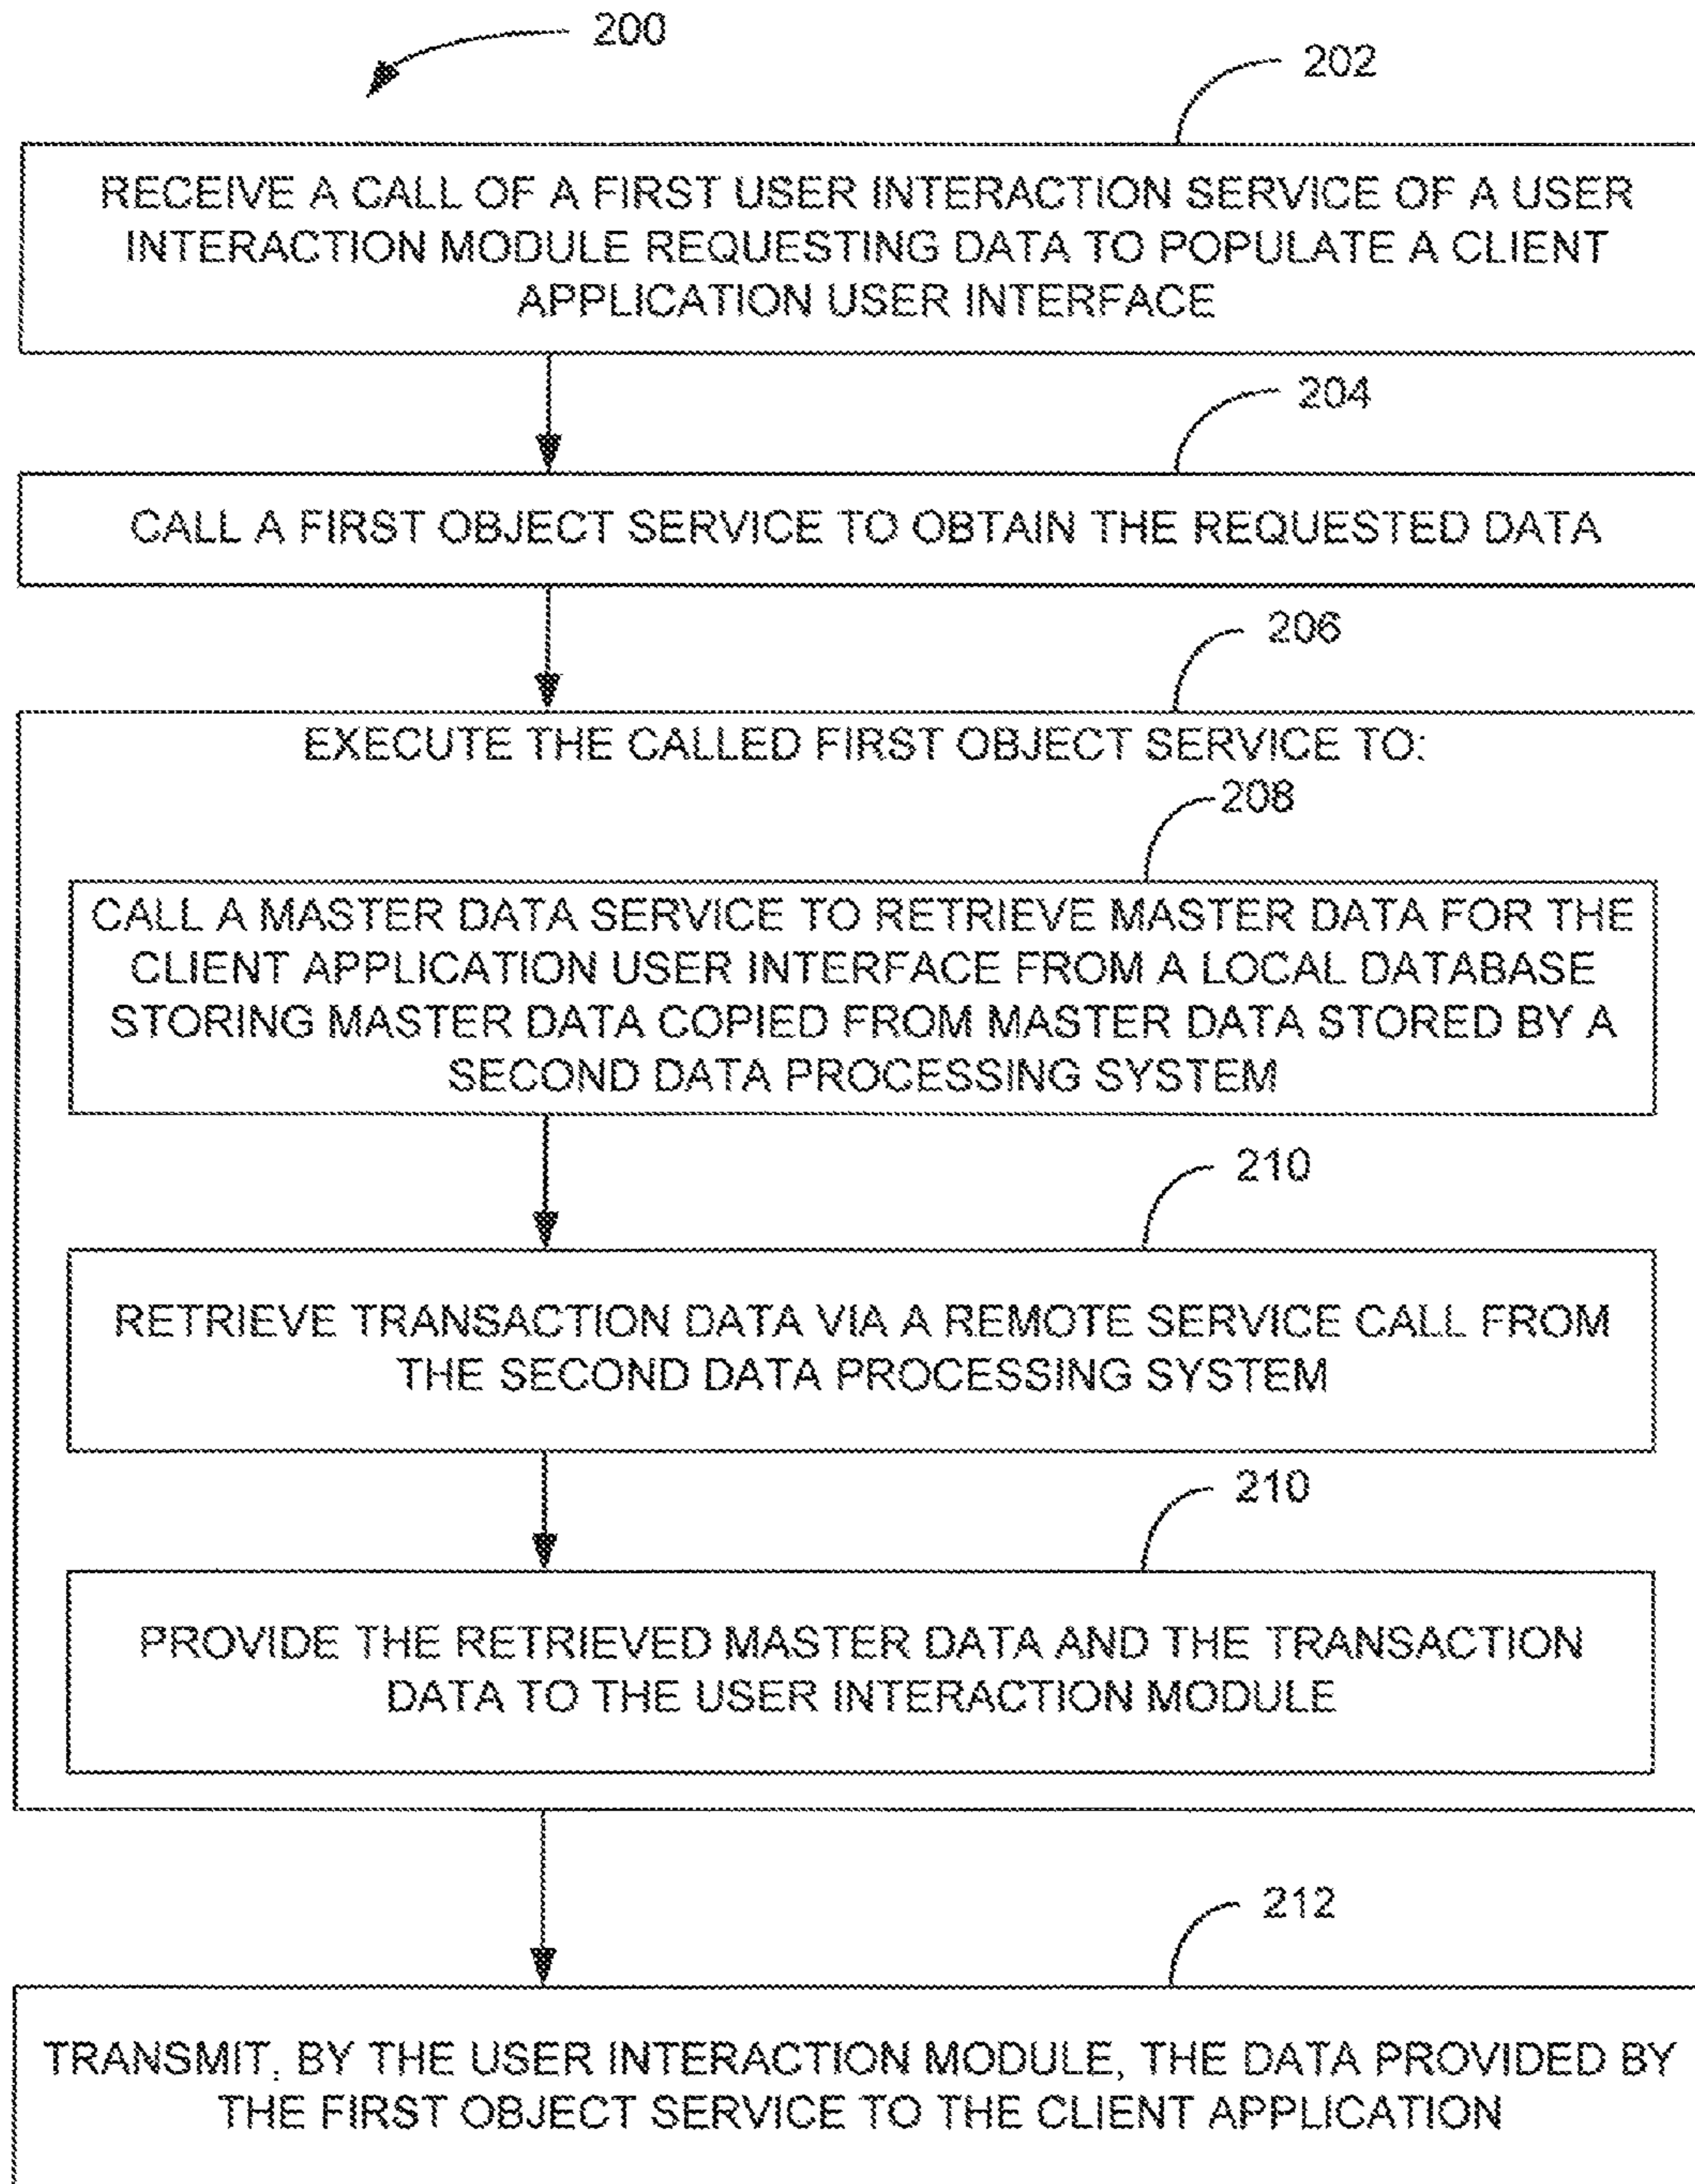 200
202
RECEIVE A CALL OF A FIRST USER INTERACTION SERVICE OF A USER
INTERACTION MODULE REQUESTING DATA TO POPULATE A CLIENT
APPLICATION USER INTERFACE
204
CALL A FIRST OBJECT SERVICE TO OBTAIN THE REQUESTED DATA
206
EXECUTE THE CALLED FIRST OBJECT SERVICE TO:
208
CALL A MASTER DATA SERVICE TO RETRIEVE MASTER DATA FOR THE
CLIENT APPLICATION USER INTERFACE FROM A LOCAL DATABASE
STORING MASTER DATA COPIED FROM MASTER DATA STORED BY A
SECOND DATA PROCESSING SYSTEM
210
RETRIEVE TRANSACTION DATA VIA A REMOTE SERVICE CALL FROM
THE SECOND DATA PROCESSING SYSTEM
210
PROVIDE THE RETRIEVED MASTER DATA AND THE TRANSACTION
DATA TO THE USER INTERACTION MODULE
212
TRANSMIT, BY THE USER INTERACTION MODULE, THE DATA PROVIDED BY
THE FIRST OBJECT SERVICE TO THE CLIENT APPLICATION